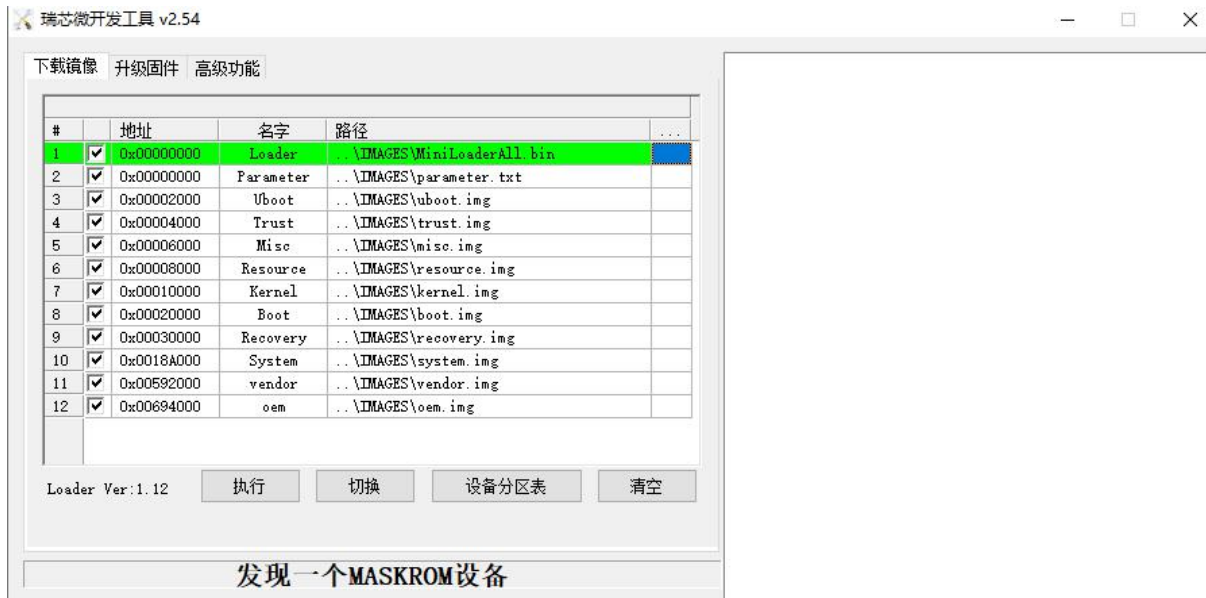 瑞芯微开发工具 v2.54
下载镜像 升级固件 高级功能
# 地址 名字 路径 ...
1 0x00000000 Loader ..\IMAGES\MiniLoaderAll.bin
2 0x00000000 Parameter ..\IMAGES\parameter.txt
3 0x00002000 Uboot ..\IMAGES\uboot.img
4 0x00004000 Trust ..\IMAGES\trust.img
5 0x00006000 Misc ..\IMAGES\misc.img
6 0x00008000 Resource ..\IMAGES\resource.img
7 0x00010000 Kernel ..\IMAGES\kernel.img
8 0x00020000 Boot ..\IMAGES\boot.img
9 0x00030000 Recovery ..\IMAGES\recovery.img
10 0x0018A000 System ..\IMAGES\system.img
11 0x00592000 vendor ..\IMAGES\vendor.img
12 0x00694000 oem ..\IMAGES\oem.img
Loader Ver:1.12 执行 切换 设备分区表 清空
发现一个MASKROM设备